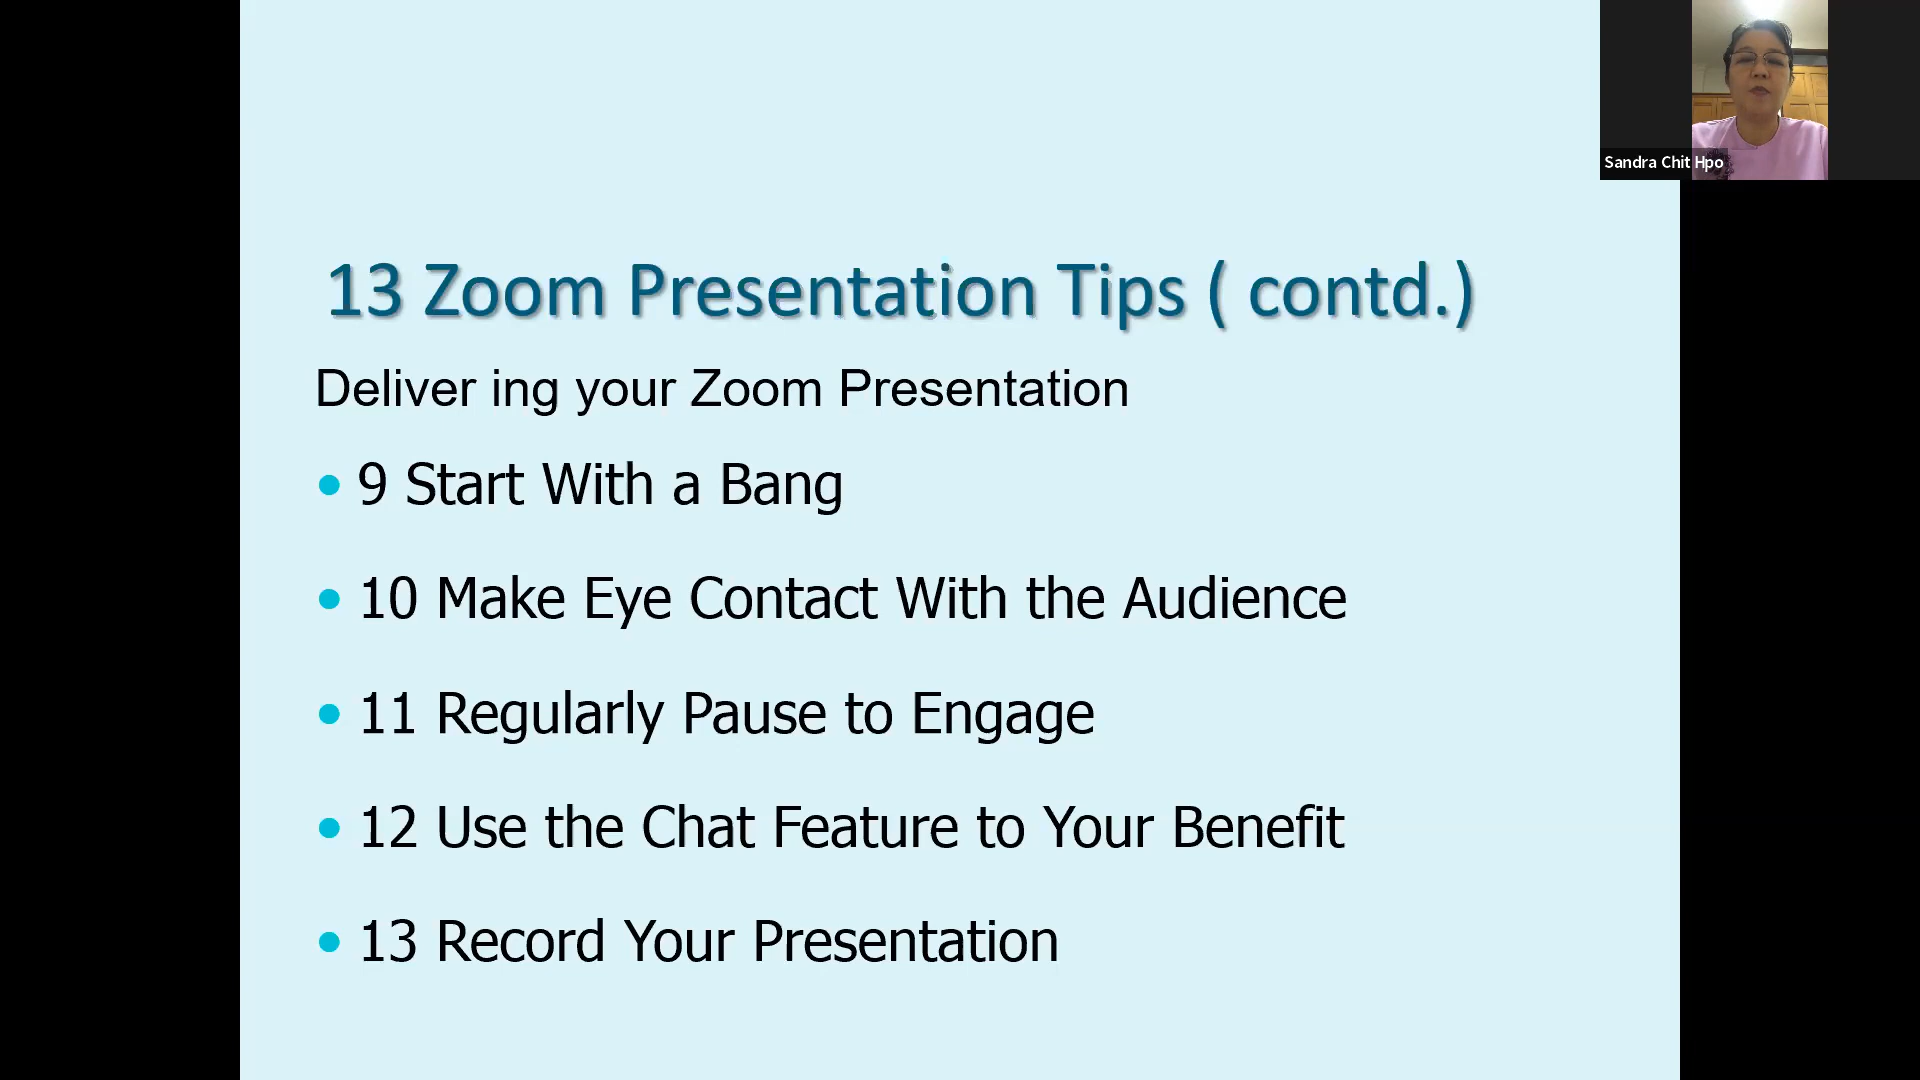 Sandra Chit Hpo
13 Zoom Presentation Tips ( contd.)
Deliver ing your Zoom Presentation
• 9 Start With a Bang
• 10 Make Eye Contact With the Audience
• 11 Regularly Pause to Engage
• 12 Use the Chat Feature to Your Benefit
• 13 Record Your Presentation